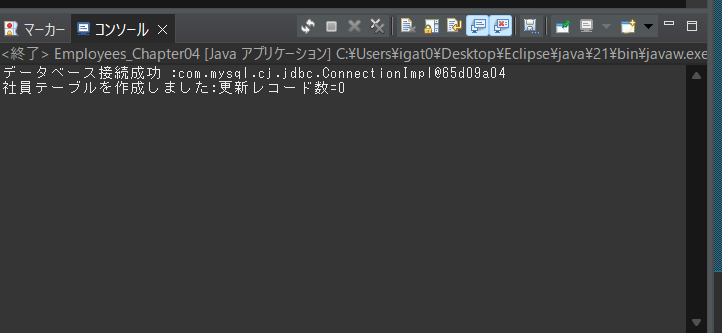 マーカー コンソール
<終了> Employees_Chapter04 [Java アプリケーション] C:¥Users¥igat0¥Desktop¥Eclipse¥java¥21¥bin¥javaw.exe
データベース接続成功 :com.mysql.cj.jdbc.ConnectionImpl@65d09a04
社員テーブルを作成しました:更新レコード数=0